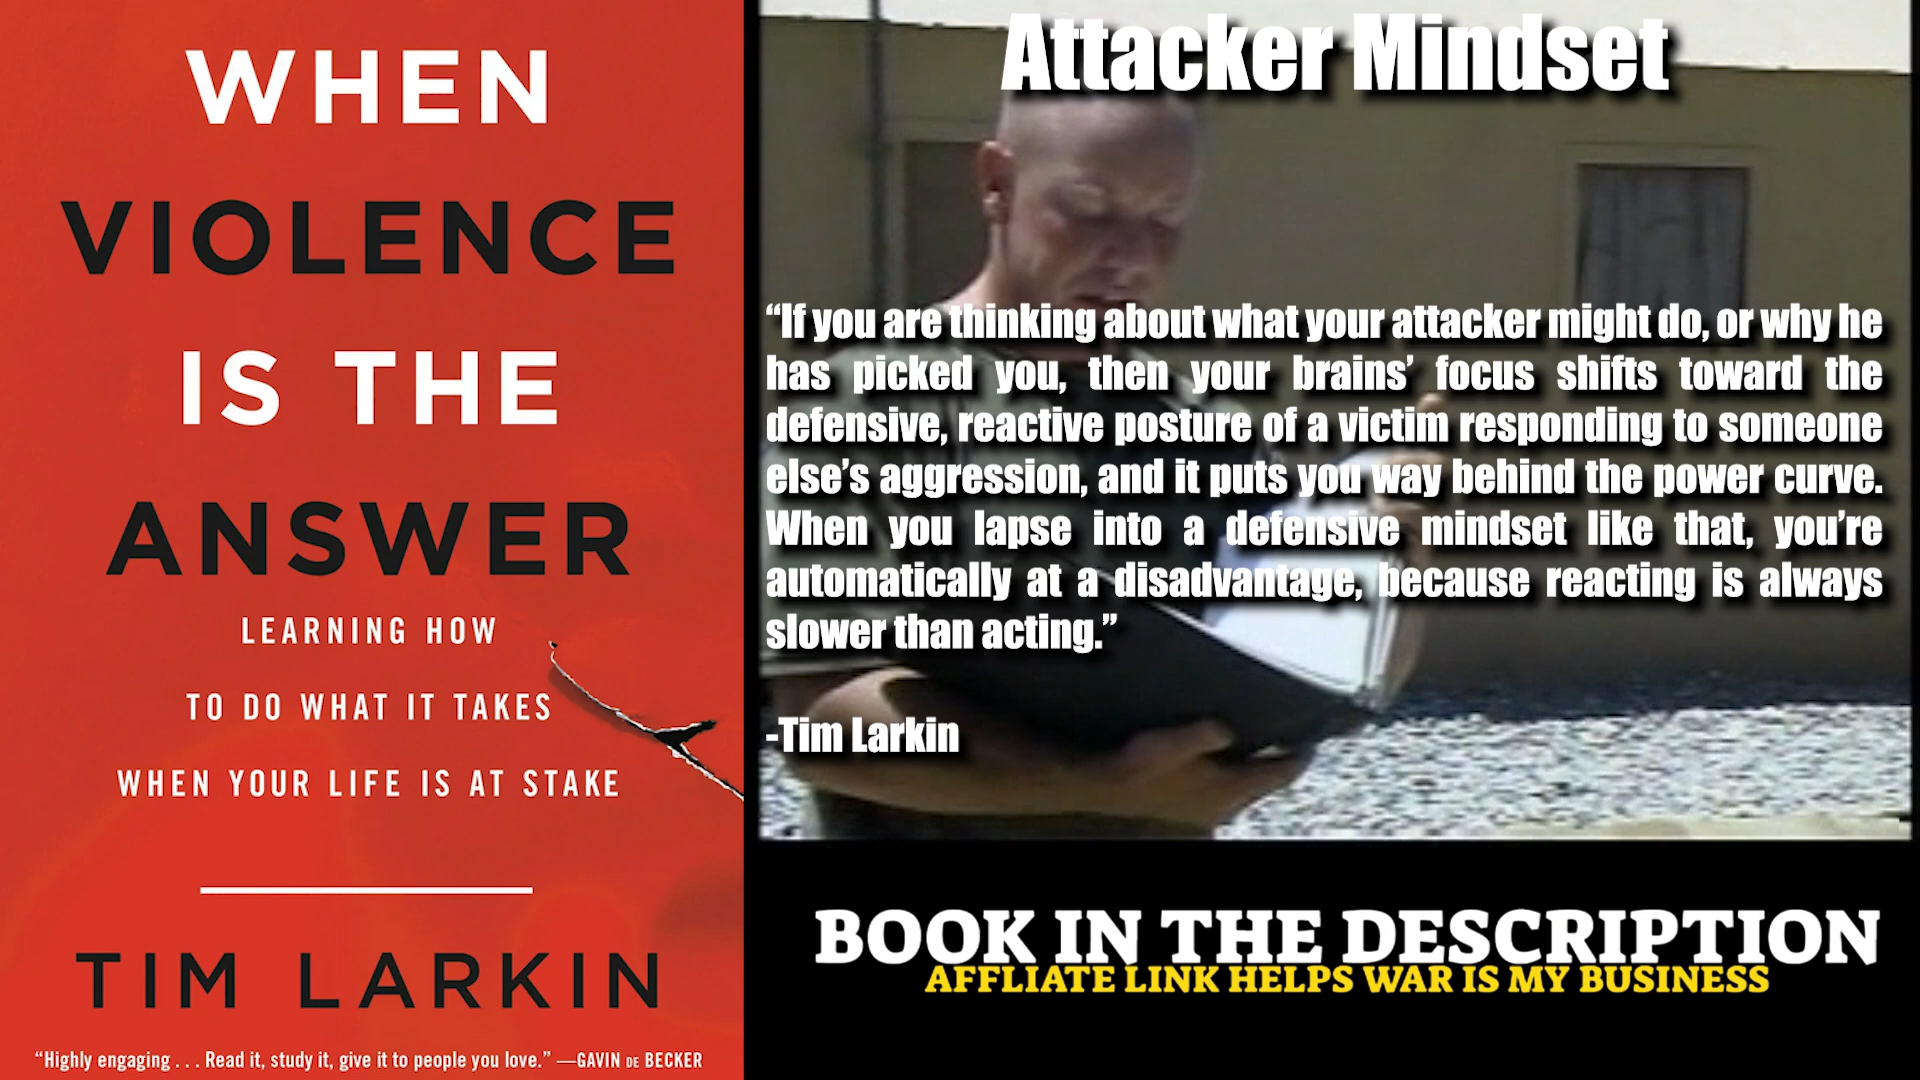 WHEN
VIOLENCE
IS THE
ANSWER
LEARNING HOW
TO DO WHAT IT TAKES
WHEN YOUR LIFE IS AT STAKE
TIM LARKIN
“Highly engaging . . . Read it, study it, give it to people you love.” —GAVIN DE BECKER
Attacker Mindset
“If you are thinking about what your attacker might do, or why he
has picked you, then your brains’ focus shifts toward the
defensive, reactive posture of a victim responding to someone
else’s aggression, and it puts you way behind the power curve.
When you lapse into a defensive mindset like that, you’re
automatically at a disadvantage, because reacting is always
slower than acting.”
-Tim Larkin
BOOK IN THE DESCRIPTION
AFFLIATE LINK HELPS WAR IS MY BUSINESS